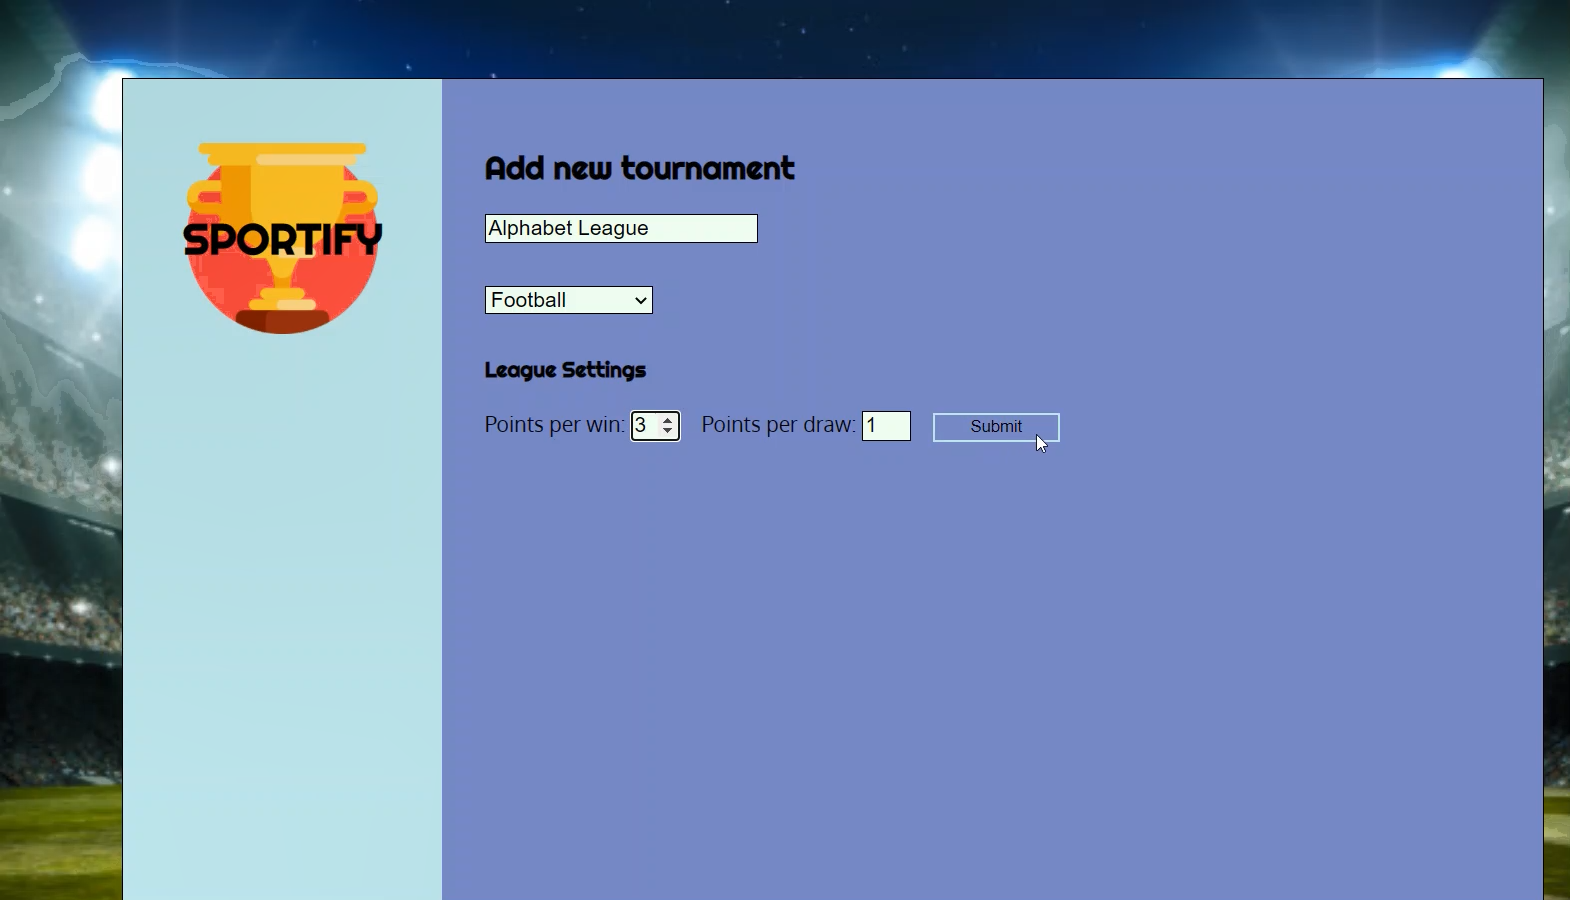 SPORTIFY
Add new tournament
Alphabet League
Football
League Settings
Points per win: 3 Points per draw: 1 Submit